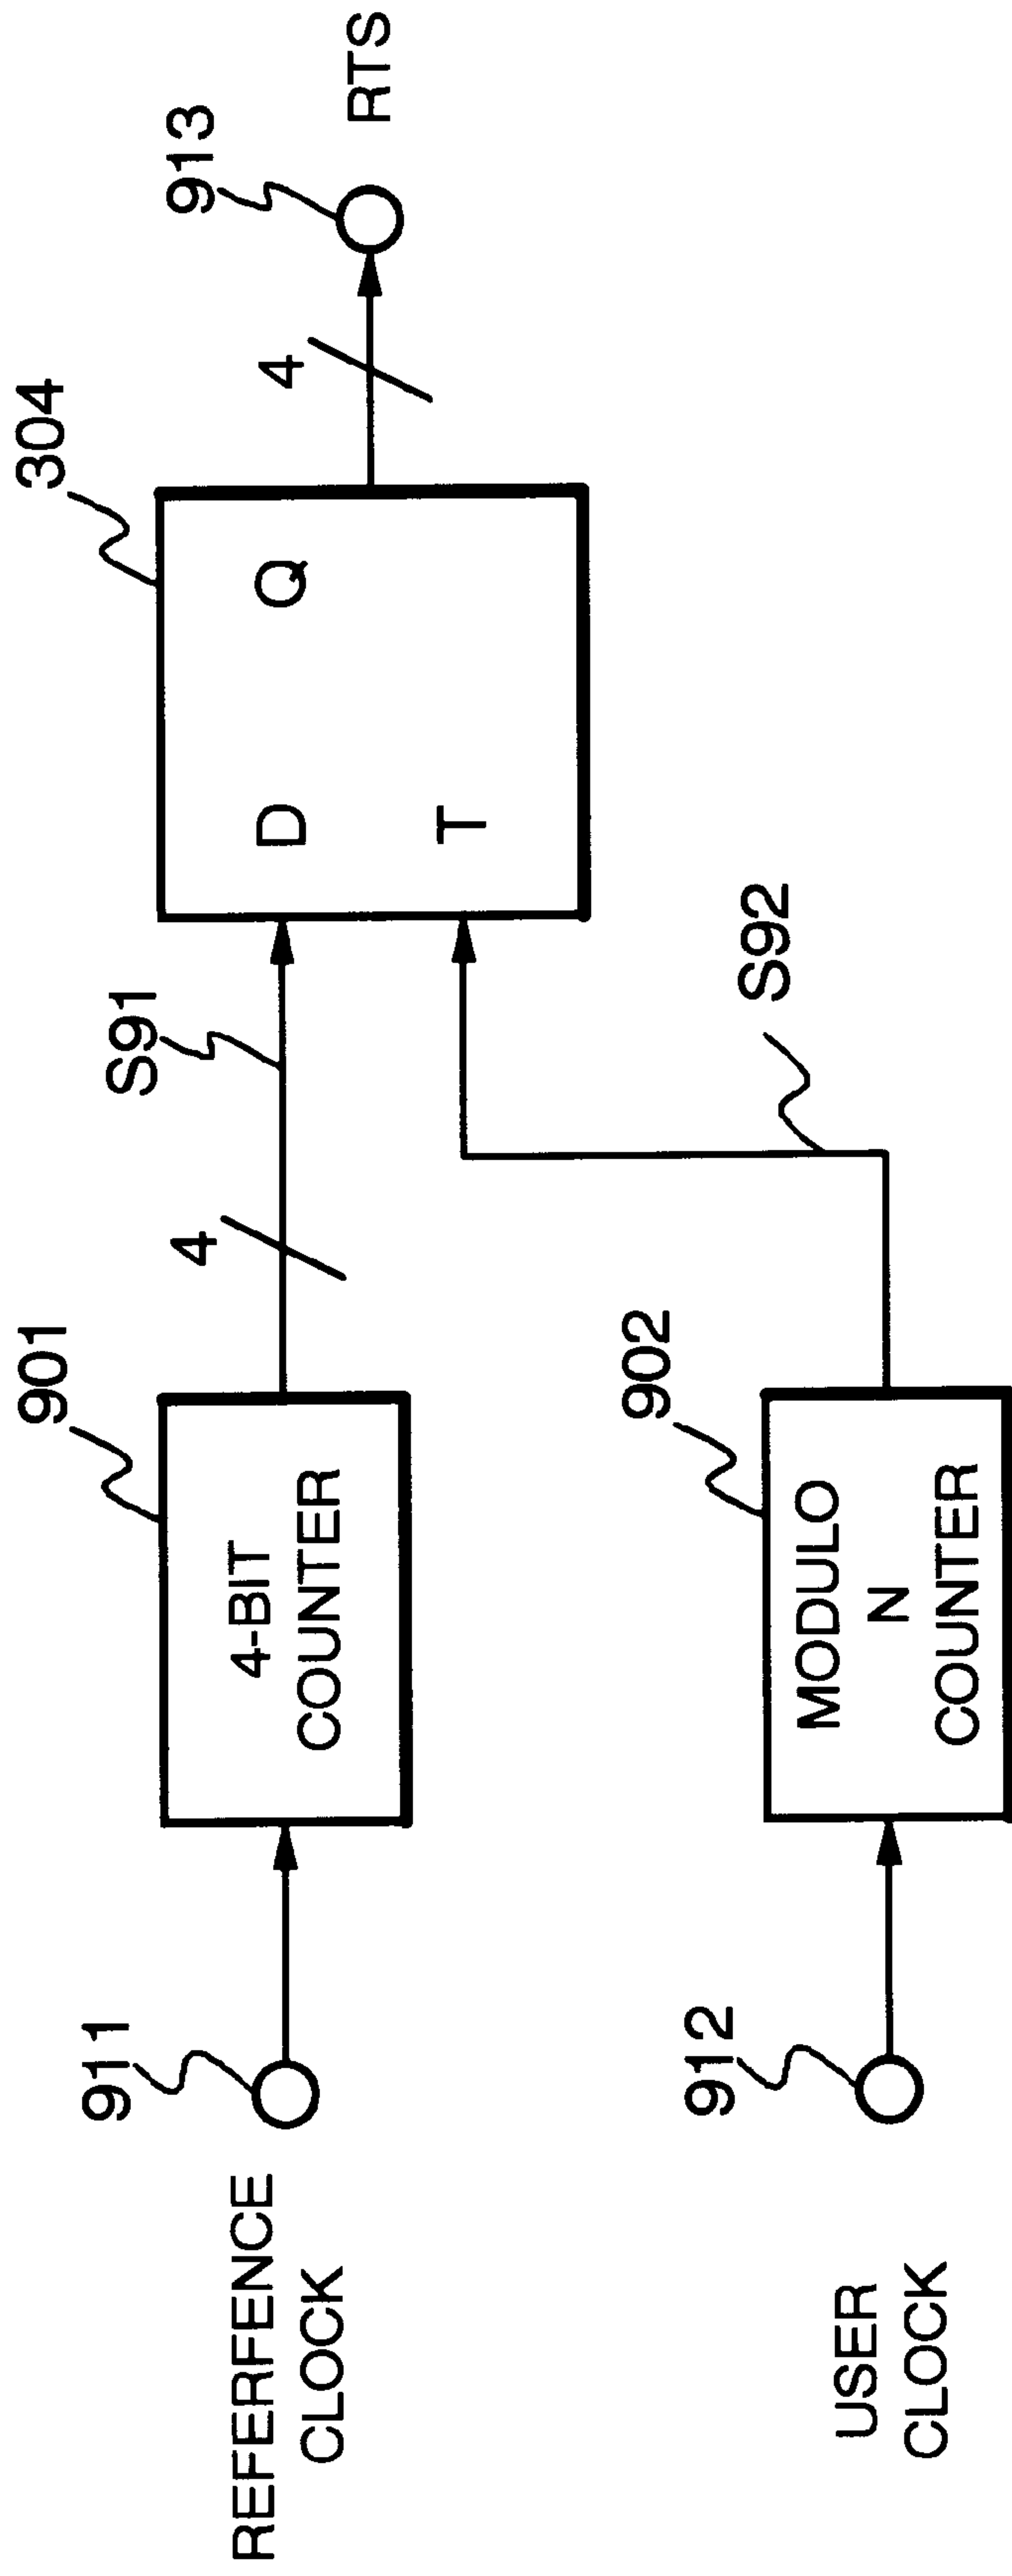 REFERFNCE
CLOCK
911
901
4-BIT
COUNTER
4
S91
304
D
Q
T
4
913
RTS
USER
CLOCK
912
902
MODULO
N
COUNTER
S92